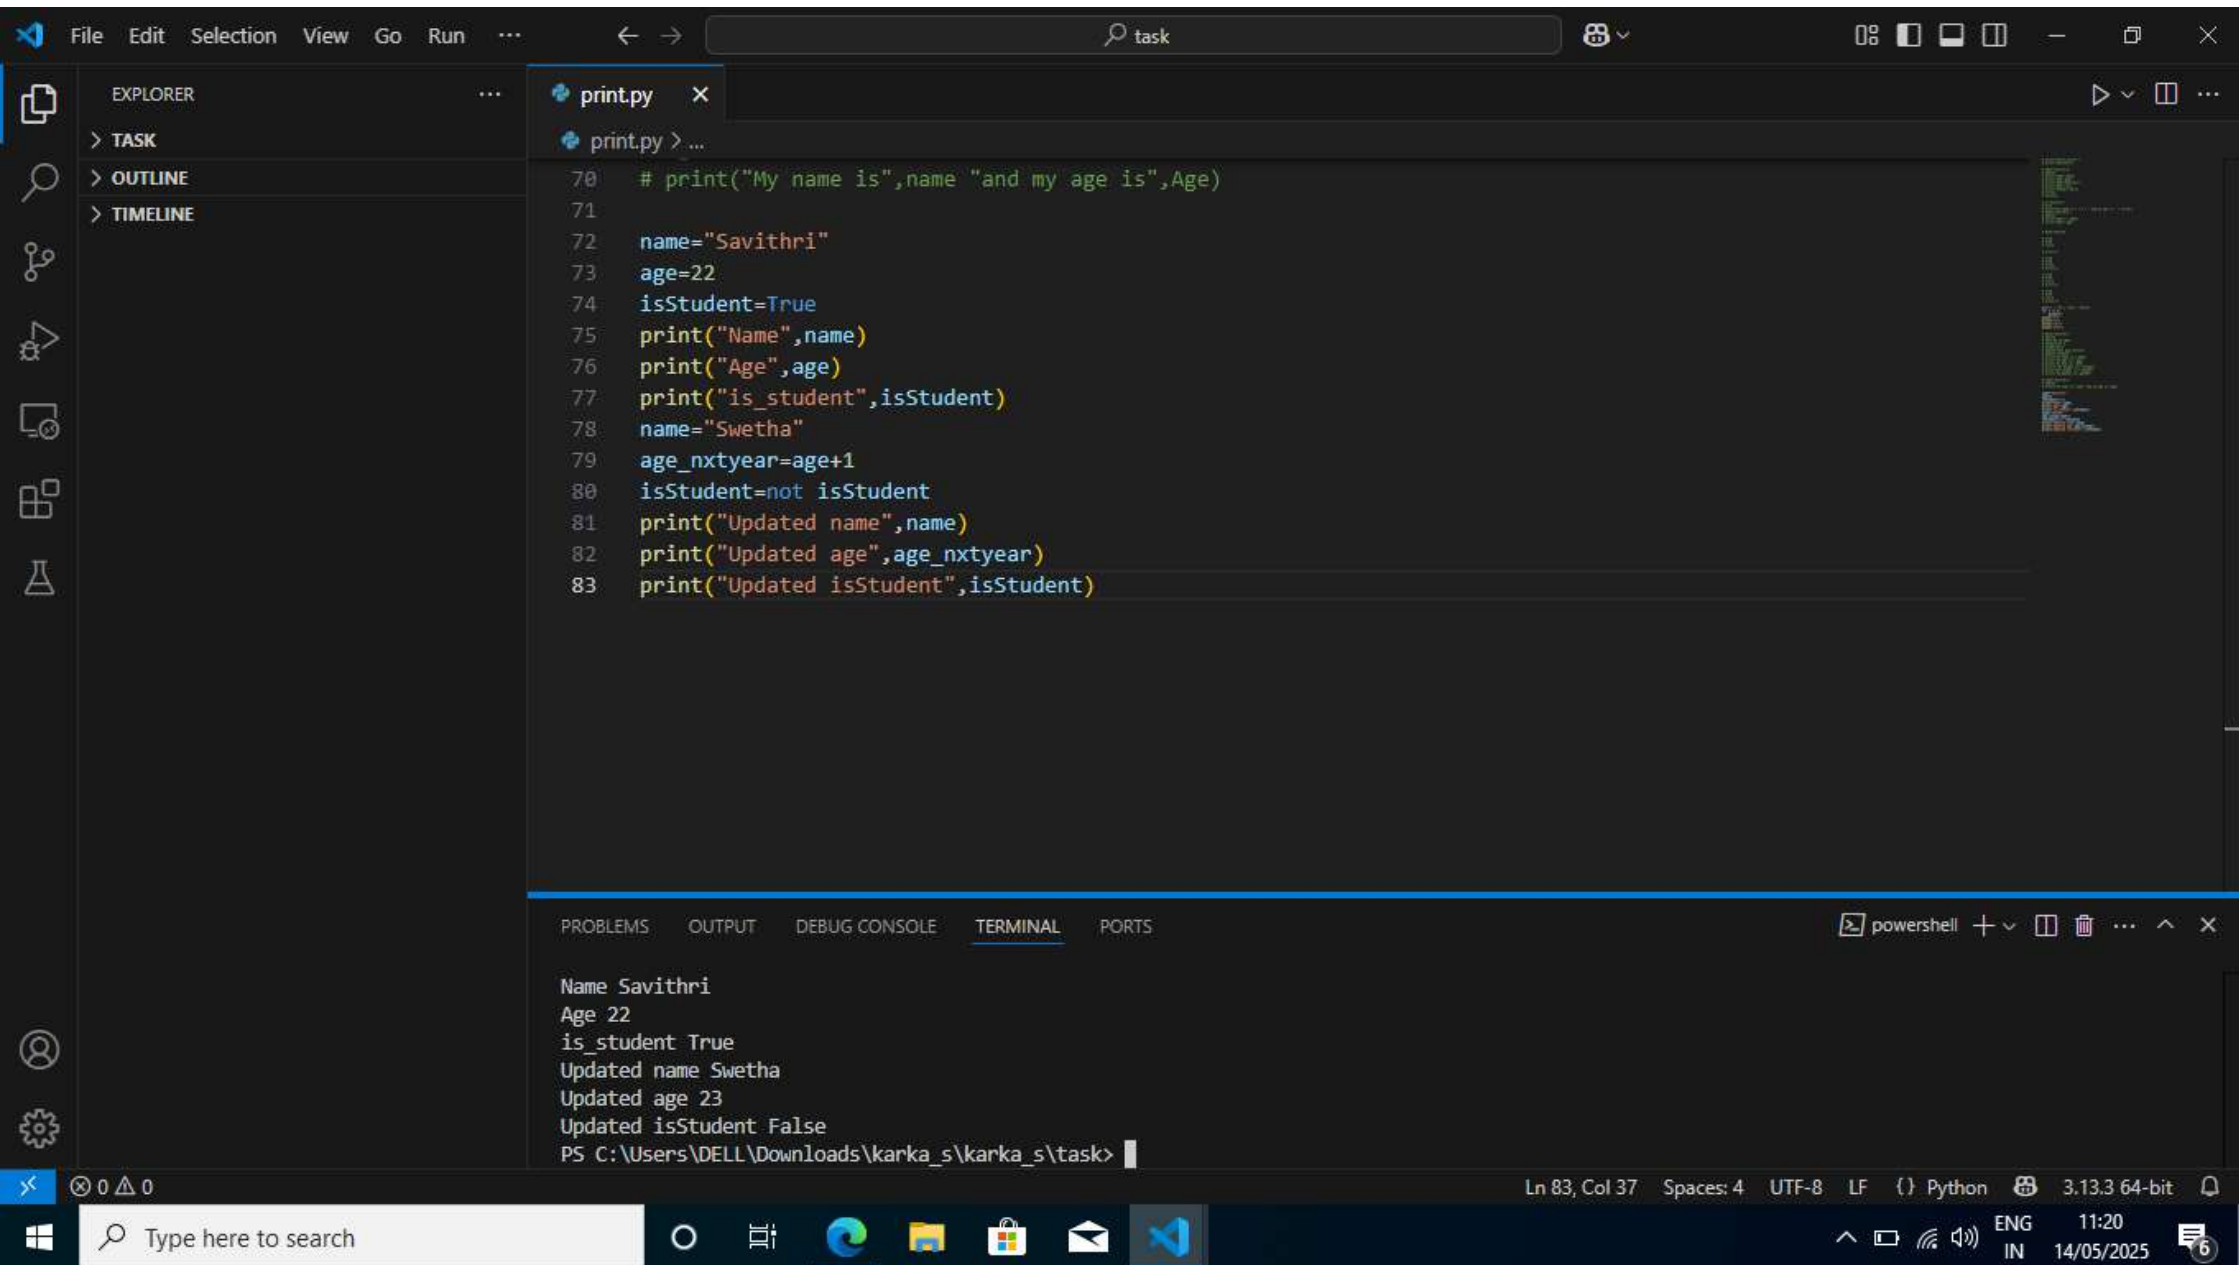 File Edit Selection View Go Run ···
task
EXPLORER ···
print.py
TASK
print.py > ...
OUTLINE
TIMELINE
70 # print("My name is",name "and my age is",Age)
71
72 name="Savithri"
73 age=22
74 isStudent=True
75 print("Name",name)
76 print("Age",age)
77 print("is_student",isStudent)
78 name="Swetha"
79 age_nxtyear=age+1
80 isStudent=not isStudent
81 print("Updated name",name)
82 print("Updated age",age_nxtyear)
83 print("Updated isStudent",isStudent)
PROBLEMS OUTPUT DEBUG CONSOLE TERMINAL PORTS
powershell
Name Savithri
Age 22
is_student True
Updated name Swetha
Updated age 23
Updated isStudent False
PS C:\Users\DELL\Downloads\karka_s\karka_s\task>
0 0
Ln 83, Col 37 Spaces: 4 UTF-8 LF {} Python 3.13.3 64-bit
Type here to search
ENG
IN
11:20
14/05/2025
6